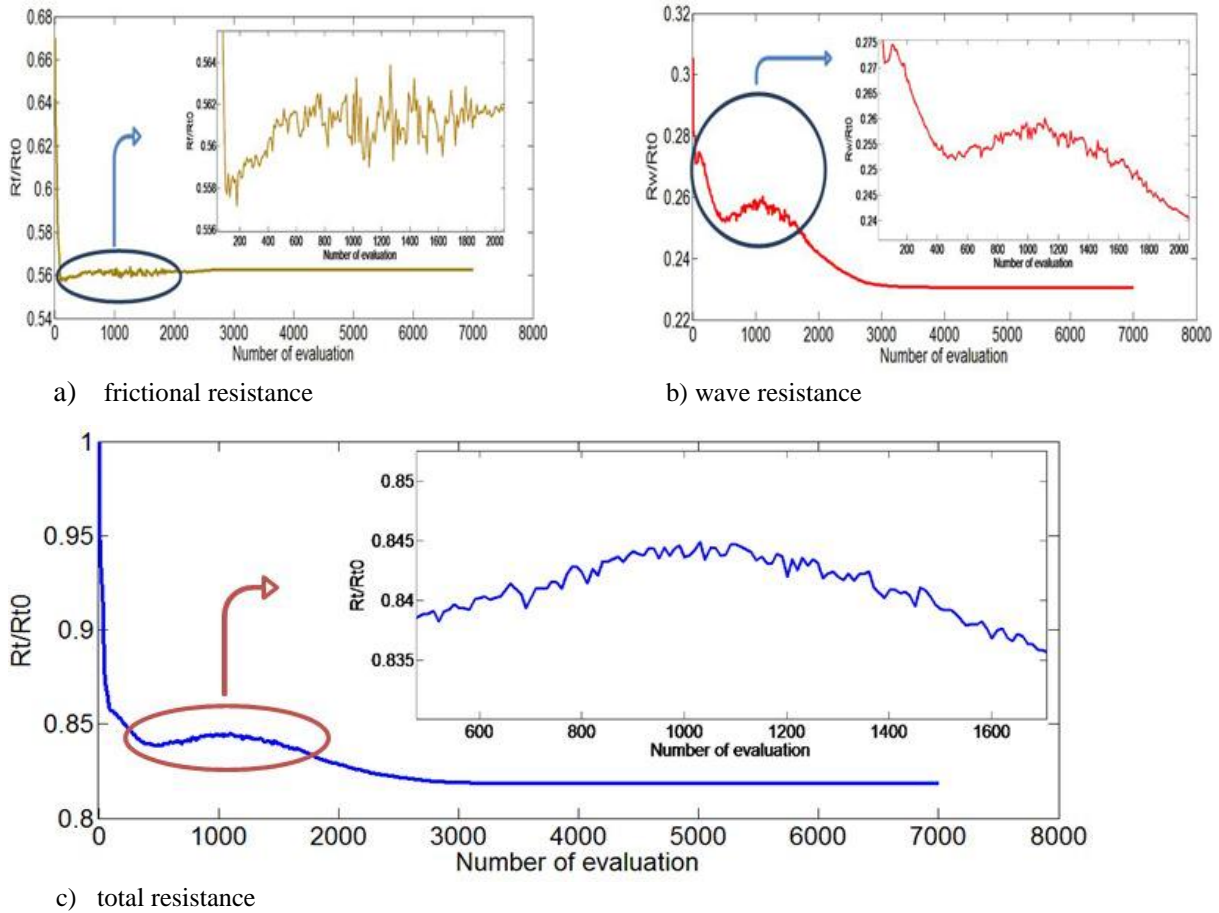 0.68
0.66
0.64
0.62
0.6
0.58
0.56
0.54
Rf/Rt0
0 1000 2000 3000 4000 5000 6000 7000 8000
Number of evaluation
0.564
0.562
0.56
0.558
0.556
Rf/Rt0
200 400 600 800 1000 1200 1400 1600 1800 2000
Number of evaluation
a) frictional resistance
0.32
0.3
0.28
0.26
0.24
0.22
Rw/Rt0
0 1000 2000 3000 4000 5000 6000 7000 8000
Number of evaluation
0.275
0.27
0.26
0.255
0.25
0.245
0.24
Rw/Rt0
200 400 600 800 1000 1200 1400 1600 1800 2000
Number of evaluation
b) wave resistance
1
0.95
0.9
0.85
0.8
Rt/Rt0
0 1000 2000 3000 4000 5000 6000 7000 8000
Number of evaluation
0.85
0.845
0.84
0.835
Rt/Rt0
600 800 1000 1200 1400 1600
Number of evaluation
c) total resistance